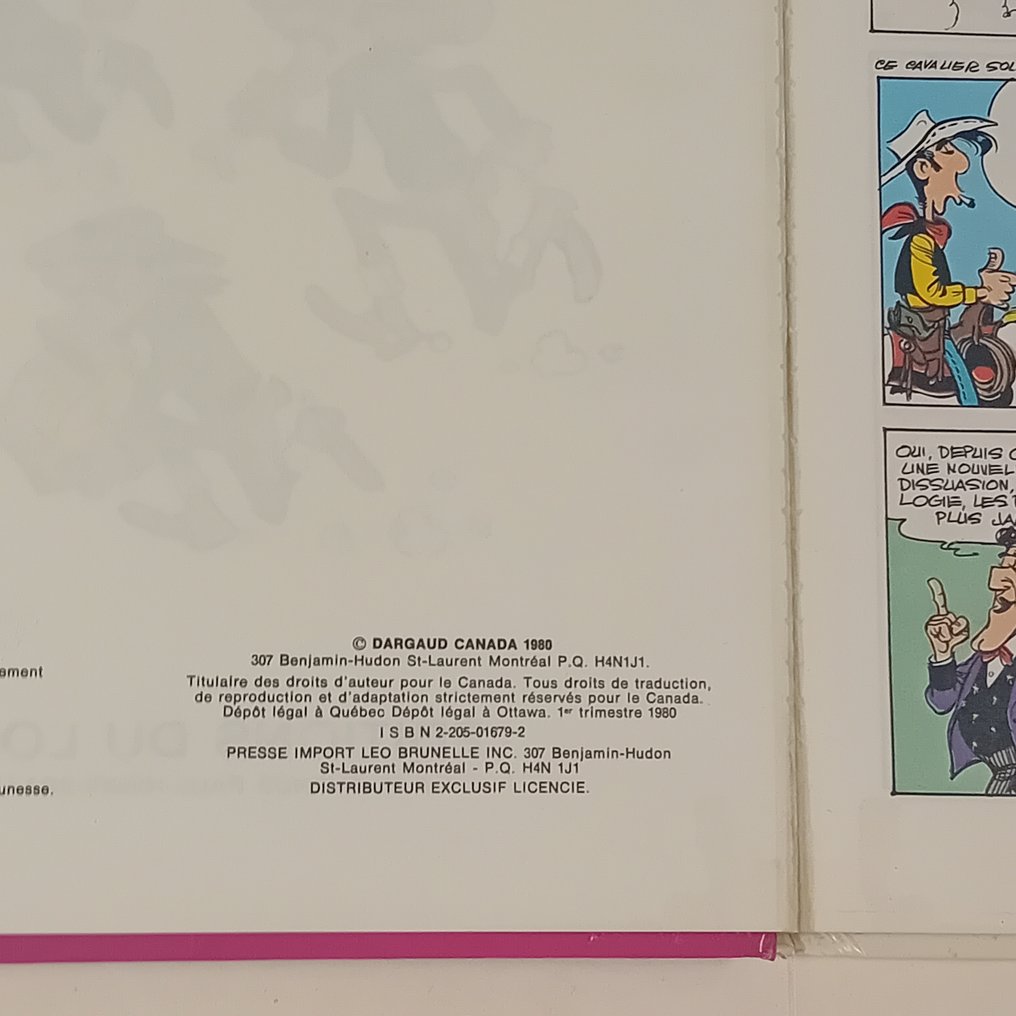 ement
unesse.
© DARGAUD CANADA 1980
307 Benjamin-Hudon St-Laurent Montréal P.Q. H4N1J1.
Titulaire des droits d'auteur pour le Canada. Tous droits de traduction,
de reproduction et d'adaptation strictement réservés pour le Canada.
Dépôt légal à Québec Dépôt légal à Ottawa. 1er trimestre 1980
I S B N 2-205-01679-2
PRESSE IMPORT LEO BRUNELLE INC. 307 Benjamin-Hudon
St-Laurent Montréal - P.Q. H4N 1J1
DISTRIBUTEUR EXCLUSIF LICENCIE.
CE CAVALIER SOL
OUI, DEPUIS
UNE NOUVEL
DISSUASION,
LOGIE, LES
PLUS JA